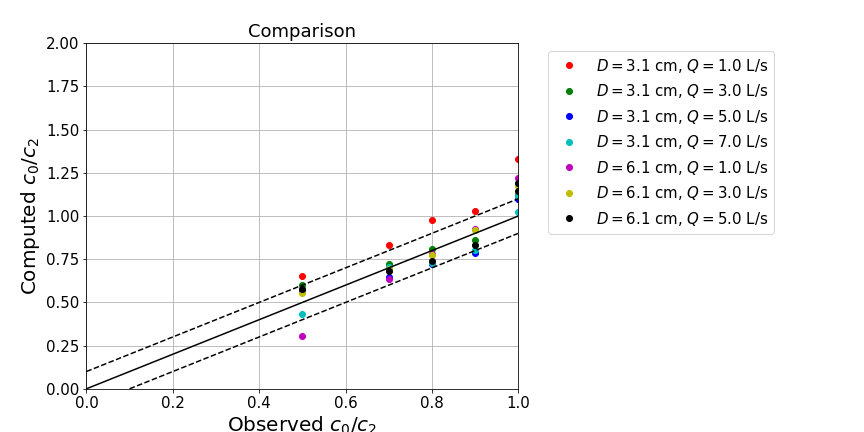 Comparison
2.00
1.75
1.50
1.25
1.00
0.75
0.50
0.25
0.00
0.0 0.2 0.4 0.6 0.8 1.0
Computed c0/c2
Observed c0/c2
D = 3.1 cm, Q = 1.0 L/s
D = 3.1 cm, Q = 3.0 L/s
D = 3.1 cm, Q = 5.0 L/s
D = 3.1 cm, Q = 7.0 L/s
D = 6.1 cm, Q = 1.0 L/s
D = 6.1 cm, Q = 3.0 L/s
D = 6.1 cm, Q = 5.0 L/s